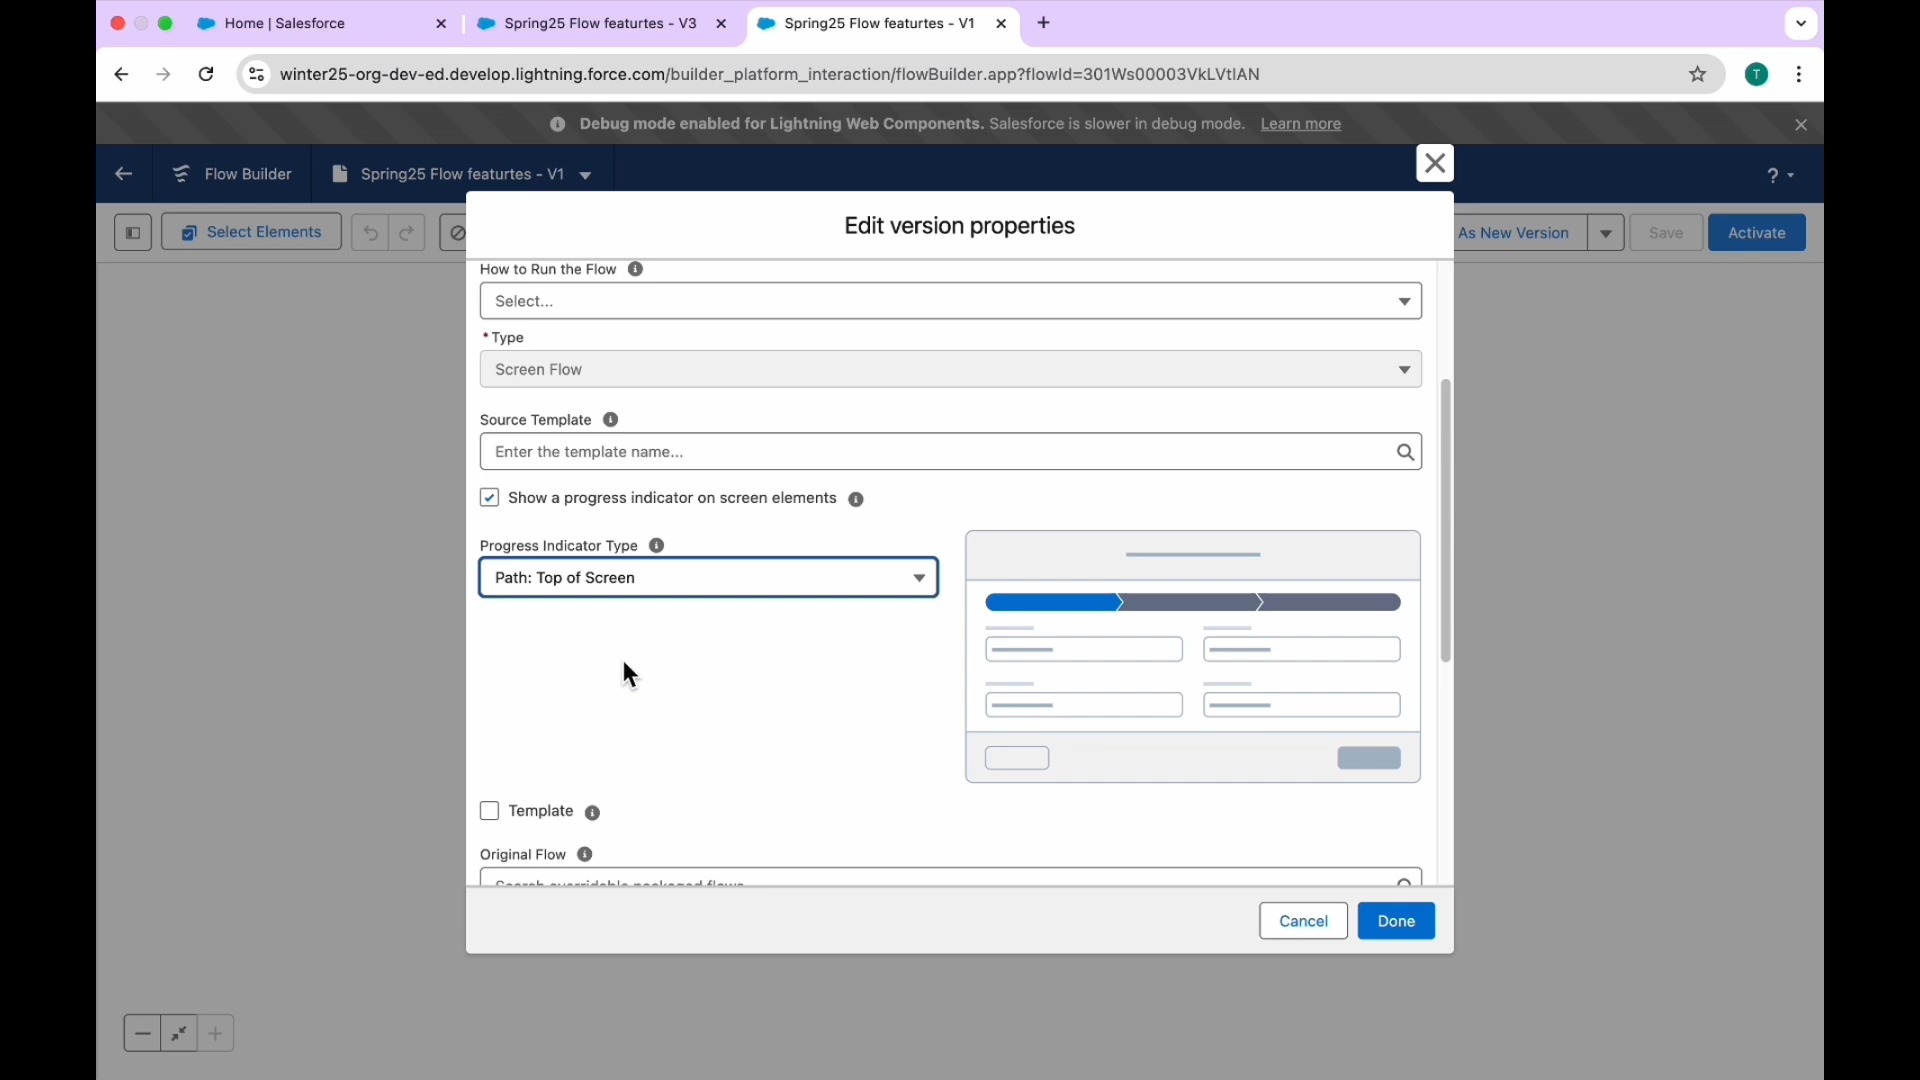 Home | Salesforce
Spring25 Flow featurtes - V3
Spring25 Flow featurtes - V1
winter25-org-dev-ed.develop.lightning.force.com/builder_platform_interaction/flowBuilder.app?flowId=301Ws00003VkLVtIAN
T
Debug mode enabled for Lightning Web Components. Salesforce is slower in debug mode. Learn more
Flow Builder
Spring25 Flow featurtes - V1
?
Select Elements
As New Version
Save
Activate
Edit version properties
How to Run the Flow
Select...
* Type
Screen Flow
Source Template
Enter the template name...
Show a progress indicator on screen elements
Progress Indicator Type
Path: Top of Screen
Template
Original Flow
Search overridable packaged flows...
Cancel
Done